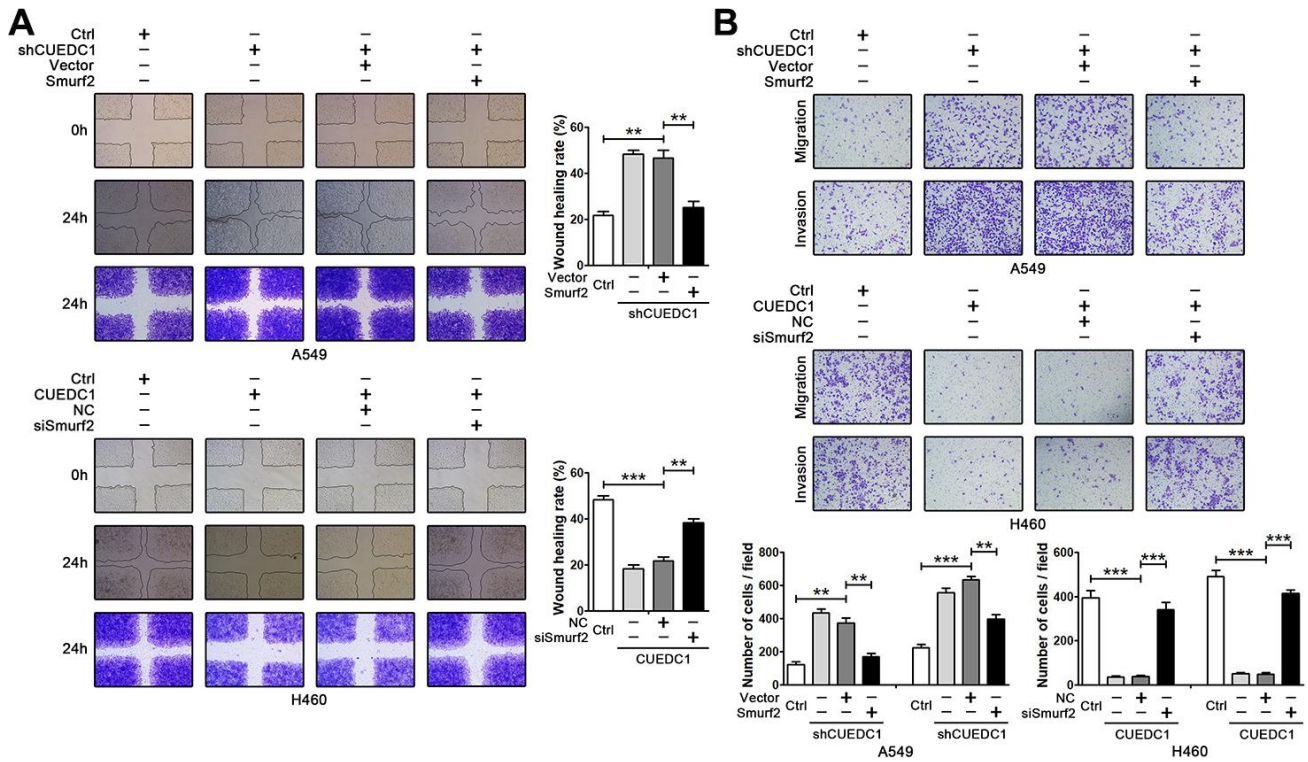 A
Ctrl + − − −
shCUEDC1 − + + +
Vector − − + −
Smurf2 − − − +
0h
24h
24h
A549
Wound healing rate (%)
60
40
20
0
**
**
Vector − + −
Smurf2 − − +
Ctrl
shCUEDC1
Ctrl + − − −
CUEDC1 − + + +
NC − − + −
siSmurf2 − − − +
0h
24h
24h
H460
Wound healing rate (%)
60
40
20
0
***
**
NC − + −
siSmurf2 − − +
Ctrl
CUEDC1
B
Ctrl + − − −
shCUEDC1 − + + +
Vector − − + −
Smurf2 − − − +
Migration
Invasion
A549
Ctrl + − − −
CUEDC1 − + + +
NC − − + −
siSmurf2 − − − +
Migration
Invasion
H460
Number of cells / field
800
600
400
200
0
**
**
***
**
Vector − + − − + −
Smurf2 − − + − − +
Ctrl Ctrl
shCUEDC1 shCUEDC1
A549
Number of cells / field
600
400
200
0
***
***
***
***
NC − + − − + −
siSmurf2 − − + − − +
Ctrl Ctrl
CUEDC1 CUEDC1
H460